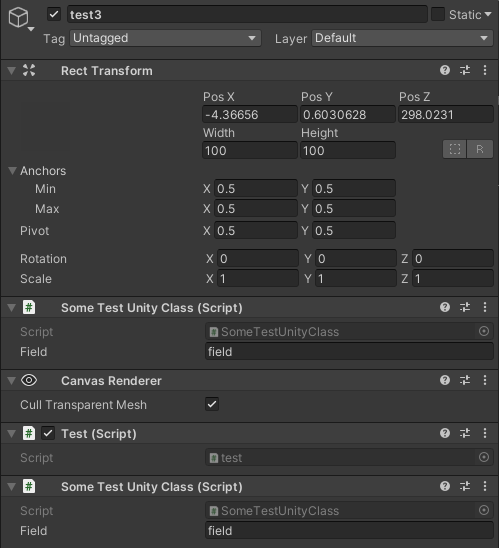 test3 Static
Tag Untagged Layer Default
Rect Transform
Pos X Pos Y Pos Z
-4.36656 0.6030628 298.0231
Width Height
100 100 R
Anchors
Min X 0.5 Y 0.5
Max X 0.5 Y 0.5
Pivot X 0.5 Y 0.5
Rotation X 0 Y 0 Z 0
Scale X 1 Y 1 Z 1
# Some Test Unity Class (Script)
Script # SomeTestUnityClass
Field field
Canvas Renderer
Cull Transparent Mesh
# Test (Script)
Script # test
# Some Test Unity Class (Script)
Script # SomeTestUnityClass
Field field